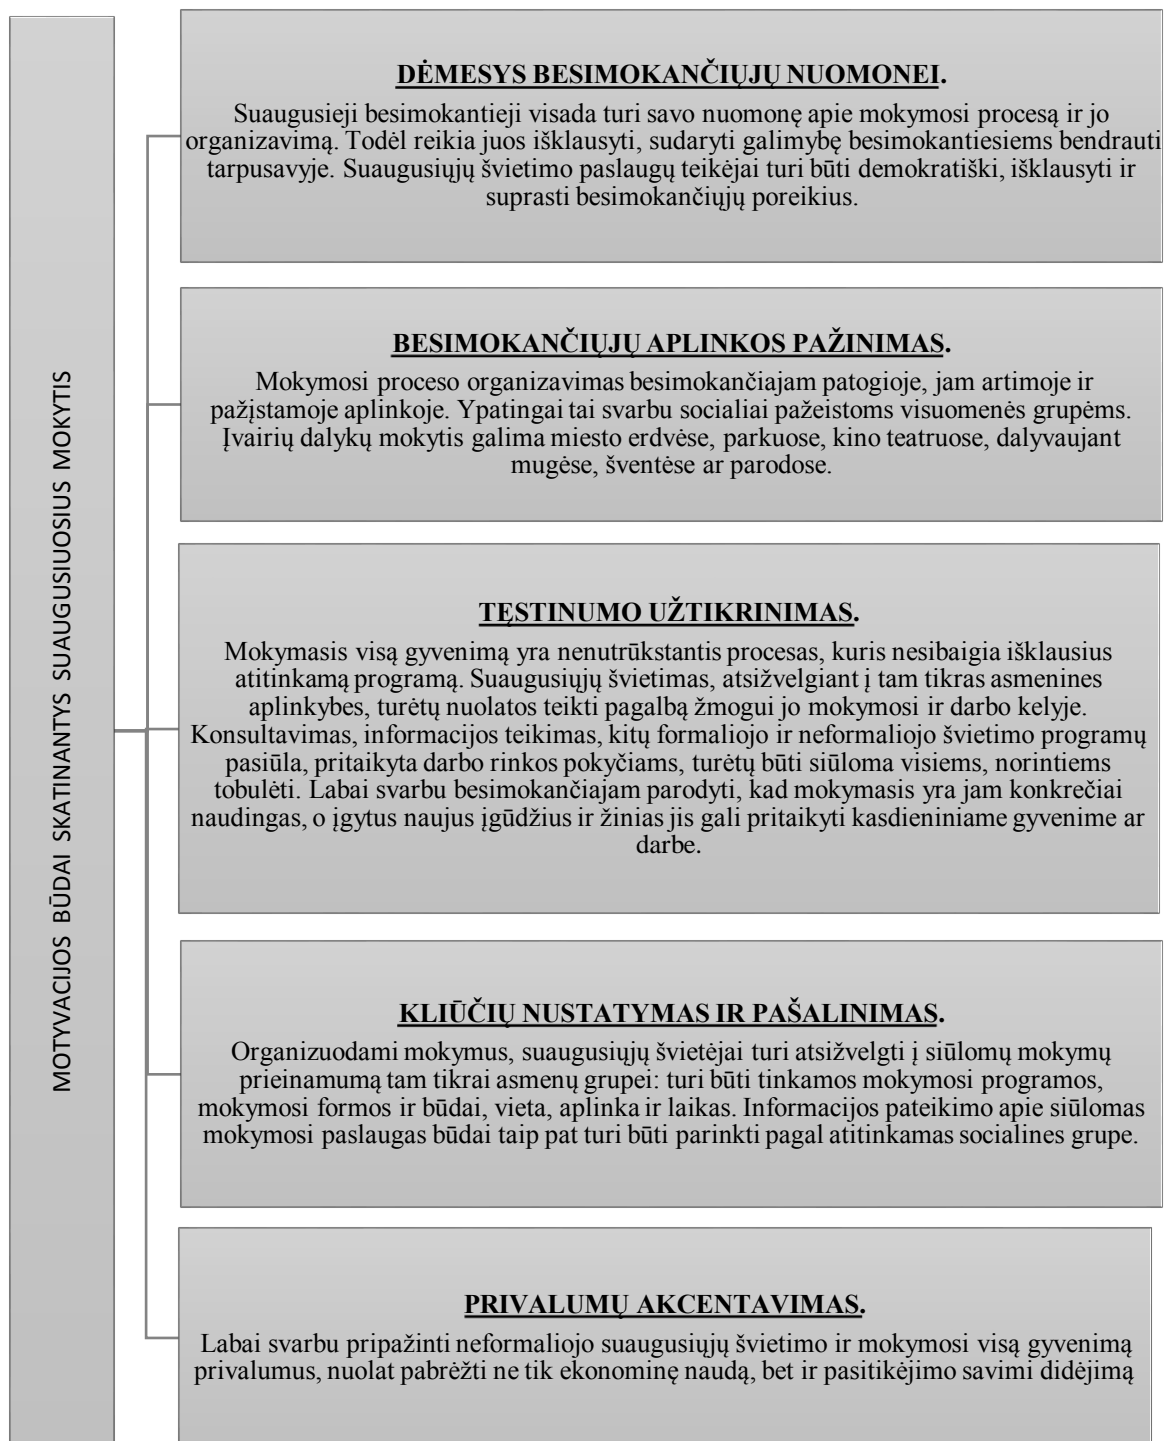 MOTYVACIJOS BŪDAI SKATINANTYS SUAUGUSIUOSIUS MOKYTIS
DĖMESYS BESIMOKANČIŲJŲ NUOMONEI.
Suaugusieji besimokantieji visada turi savo nuomonę apie mokymosi procesą ir jo
organizavimą. Todėl reikia juos išklausyti, sudaryti galimybę besimokantiesiems bendrauti
tarpusavyje. Suaugusiųjų švietimo paslaugų teikėjai turi būti demokratiški, išklausyti ir
suprasti besimokančiųjų poreikius.
BESIMOKANČIŲJŲ APLINKOS PAŽINIMAS.
Mokymosi proceso organizavimas besimokančiajam patogioje, jam artimoje ir
pažįstamoje aplinkoje. Ypatingai tai svarbu socialiai pažeistoms visuomenės grupėms.
Įvairių dalykų mokytis galima miesto erdvėse, parkuose, kino teatruose, dalyvaujant
mugėse, šventėse ar parodose.
TĘSTINUMO UŽTIKRINIMAS.
Mokymasis visą gyvenimą yra nenutrūkstantis procesas, kuris nesibaigia išklausius
atitinkamą programą. Suaugusiųjų švietimas, atsižvelgiant į tam tikras asmenines
aplinkybes, turėtų nuolatos teikti pagalbą žmogui jo mokymosi ir darbo kelyje.
Konsultavimas, informacijos teikimas, kitų formaliojo ir neformaliojo švietimo programų
pasiūla, pritaikyta darbo rinkos pokyčiams, turėtų būti siūloma visiems, norintiems
tobulėti. Labai svarbu besimokančiajam parodyti, kad mokymasis yra jam konkrečiai
naudingas, o įgytus naujus įgūdžius ir žinias jis gali pritaikyti kasdieniniame gyvenime ar
darbe.
KLIŪČIŲ NUSTATYMAS IR PAŠALINIMAS.
Organizuodami mokymus, suaugusiųjų švietėjai turi atsižvelgti į siūlomų mokymų
prieinamumą tam tikrai asmenų grupei: turi būti tinkamos mokymosi programos,
mokymosi formos ir būdai, vieta, aplinka ir laikas. Informacijos pateikimo apie siūlomas
mokymosi paslaugas būdai taip pat turi būti parinkti pagal atitinkamas socialines grupe.
PRIVALUMŲ AKCENTAVIMAS.
Labai svarbu pripažinti neformaliojo suaugusiųjų švietimo ir mokymosi visą gyvenimą
privalumus, nuolat pabrėžti ne tik ekonominę naudą, bet ir pasitikėjimo savimi didėjimą